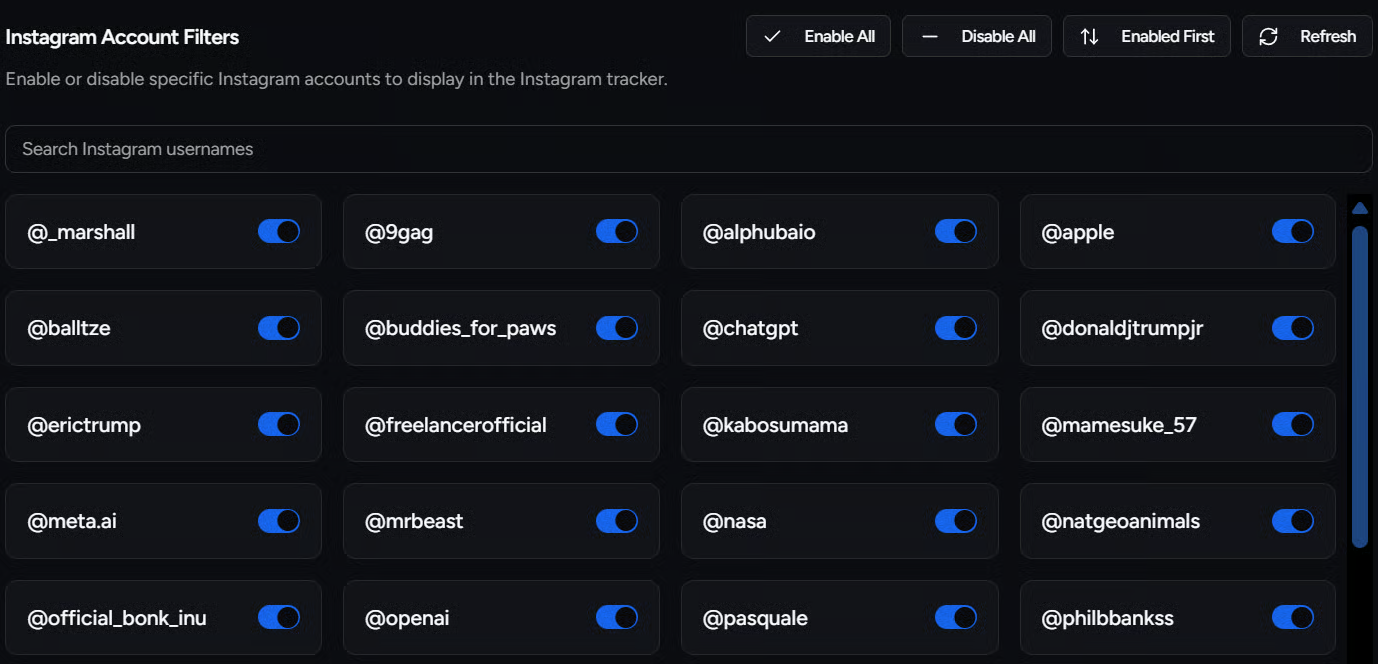 Instagram Account Filters
Enable All
Disable All
Enabled First
Refresh
Enable or disable specific Instagram accounts to display in the Instagram tracker.
Search Instagram usernames
@_marshall
@9gag
@alphubaio
@apple
@balltze
@buddies_for_paws
@chatgpt
@donaldjtrumpjr
@erictrump
@freelancerofficial
@kabosumama
@mamesuke_57
@meta.ai
@mrbeast
@nasa
@natgeoanimals
@official_bonk_inu
@openai
@pasquale
@philbbankss